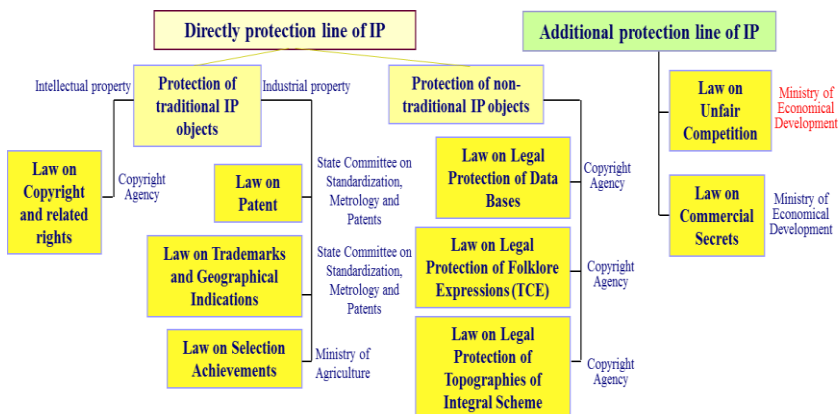 Directly protection line of IP
Additional protection line of IP
Intellectual property
Protection of
traditional IP
objects
Industrial property
Protection of non-
traditional IP objects
Law on
Unfair
Competition
Ministry of
Economical
Development
Law on
Copyright
and related
rights
Copyright
Agency
Law on
Patent
State Committee on
Standardization,
Metrology and
Patents
Law on Legal
Protection of Data
Bases
Copyright
Agency
Law on
Commercial
Secrets
Ministry of
Economical
Development
Law on Trademarks
and Geographical
Indications
State Committee on
Standardization,
Metrology and
Patents
Law on Legal
Protection of Folklore
Expressions (TCE)
Copyright
Agency
Law on Selection
Achievements
Ministry of
Agriculture
Law on Legal
Protection of
Topographies of
Integral Scheme
Copyright
Agency